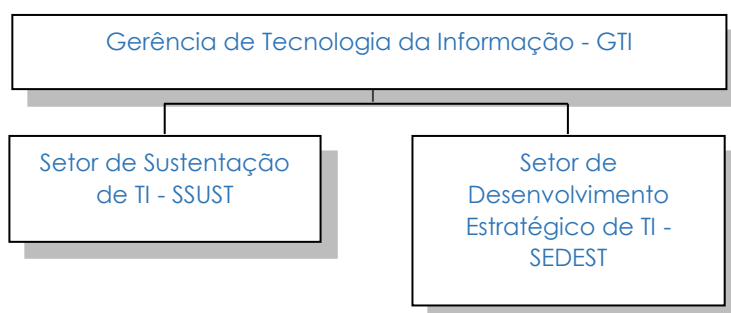 Gerência de Tecnologia da Informação - GTI
Setor de Sustentação
de TI - SSUST
Setor de
Desenvolvimento
Estratégico de TI -
SEDEST